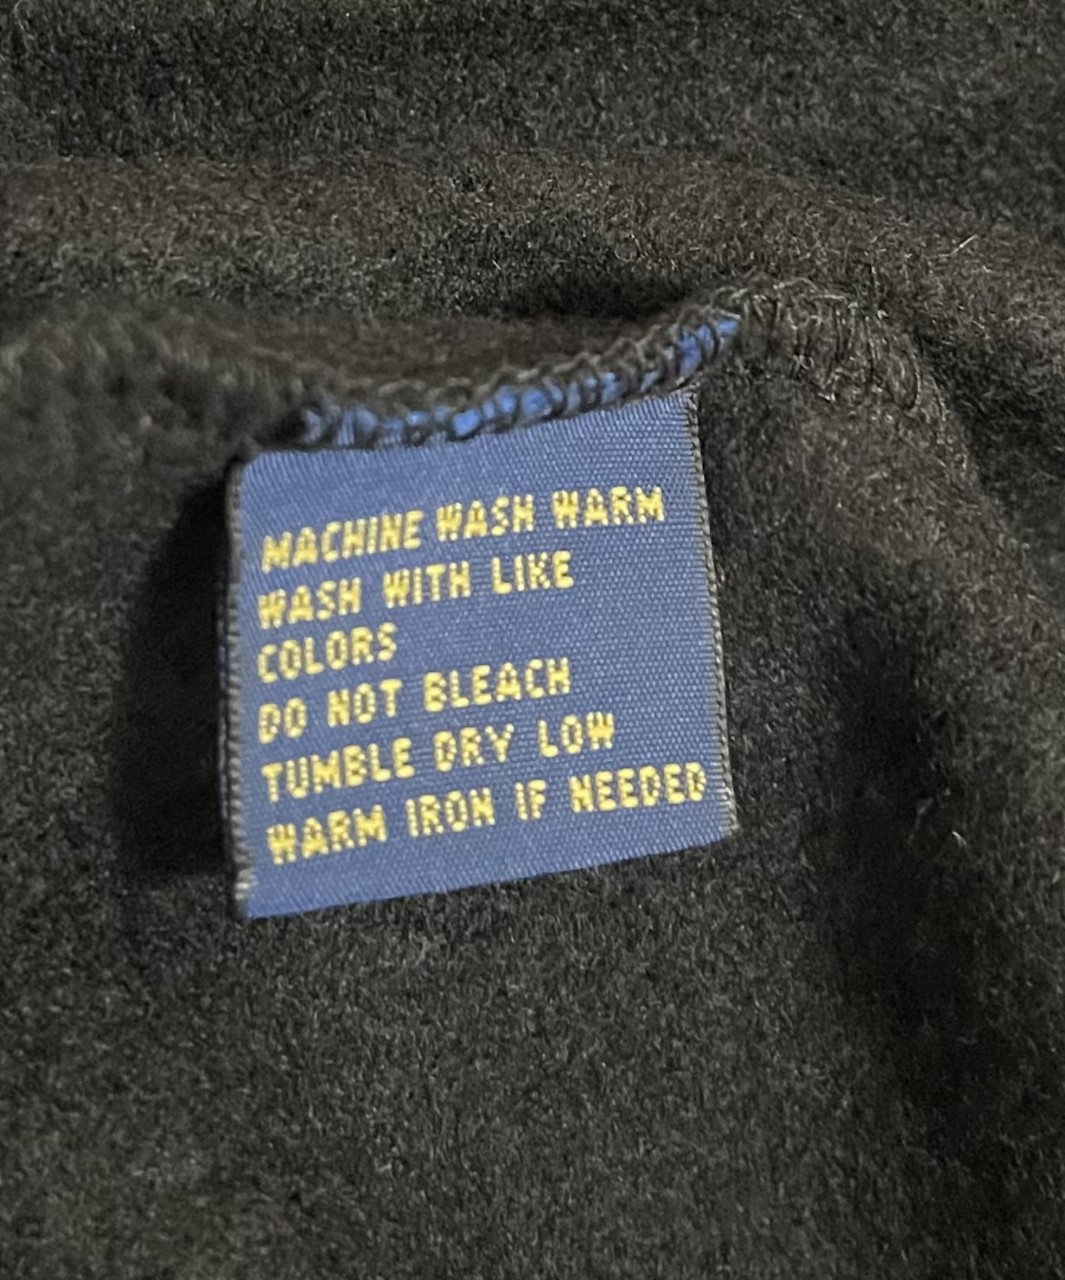 MACHINE WASH WARM
WASH WITH LIKE
COLORS
DO NOT BLEACH
TUMBLE DRY LOW
WARM IRON IF NEEDED